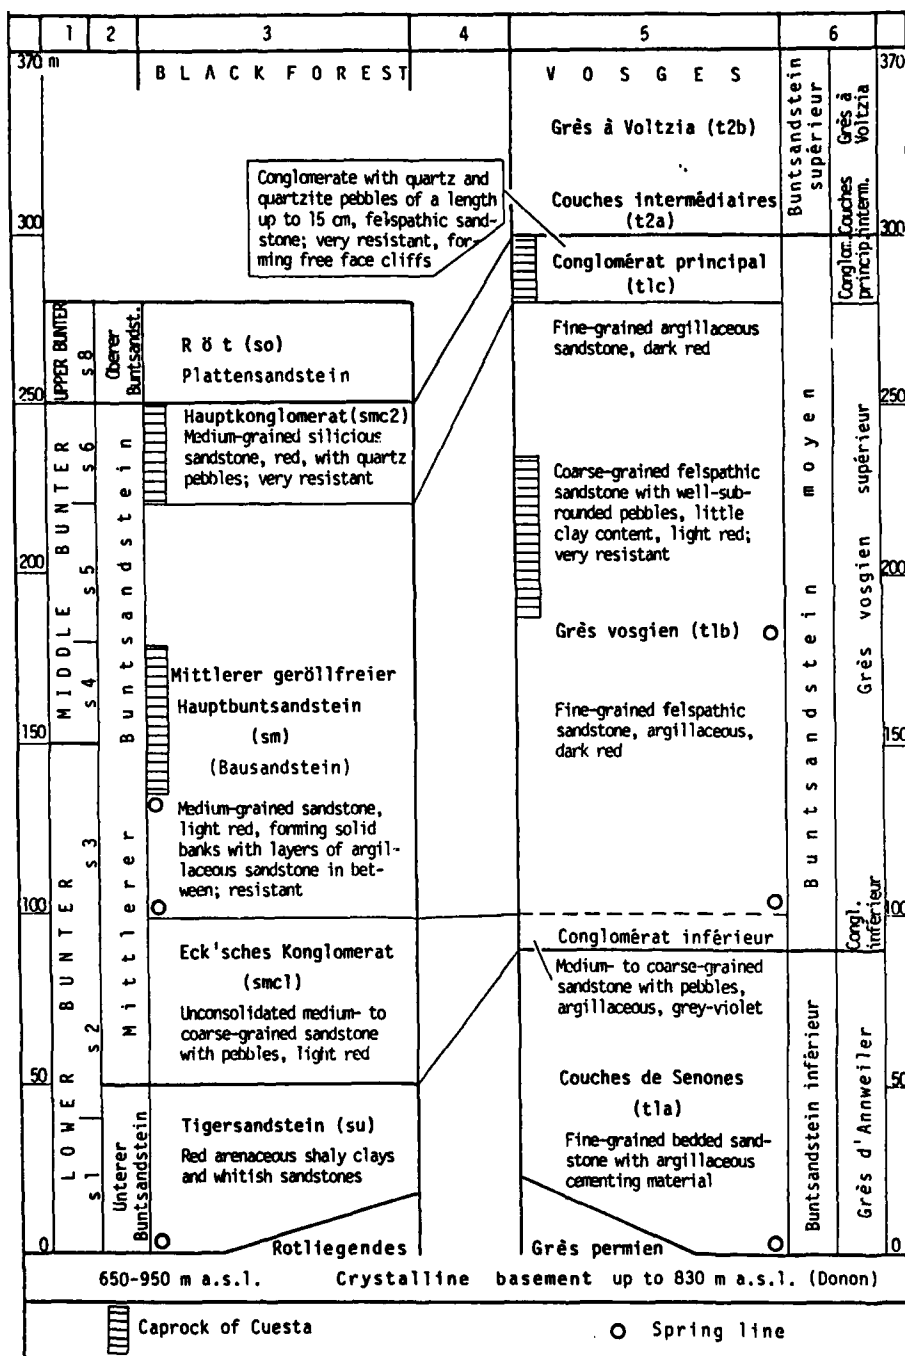 1 2 3 4 5 6
370 m
BLACK FOREST
VOSGES
370
Grès à Voltzia (t2b)
Couches intermédiaires
(t2a)
Buntsandstein
supérieur
Grès à
Voltzia
Couches
interm.
Conglomerate with quartz and
quartzite pebbles of a length
up to 15 cm, felspathic sand-
stone; very resistant, for-
ming free face cliffs
300
300
Conglomérat principal
(t1c)
Conglom.
princip.
UPPER BUNTER
s 8
Oberer
Buntsandst..
Röt (so)
Plattensandstein
Fine-grained argillaceous
sandstone, dark red
250
250
Hauptkonglomerat(smc2)
Medium-grained silicious
sandstone, red, with quartz
pebbles; very resistant
Coarse-grained felspathic
sandstone with well-sub-
rounded pebbles, little
clay content, light red;
very resistant
MIDDLE BUNTER
s 6
s 5
s 4
Mittlerer Buntsandstein
200
200
Grès vosgien (t1b)
Buntsandstein moyen
Grès vosgien supérieur
Mittlerer geröllfreier
Hauptbuntsandstein
(sm)
(Bausandstein)
Fine-grained felspathic
sandstone, argillaceous,
dark red
150
150
Medium-grained sandstone,
light red, forming solid
banks with layers of argil-
laceous sandstone in bet-
ween; resistant
LOWER BUNTER
s 3
s 2
s 1
100
100
Conglomérat inférieur
Congl.
inférieur
Eck'sches Konglomerat
(smc1)
Unconsolidated medium- to
coarse-grained sandstone
with pebbles, light red
Medium- to coarse-grained
sandstone with pebbles,
argillaceous, grey-violet
50
50
Couches de Senones
(t1a)
Fine-grained bedded sand-
stone with argillaceous
cementing material
Buntsandstein inférieur
Grès d'Annweiler
Unterer
Buntsandstein
Tigersandstein (su)
Red arenaceous shaly clays
and whitish sandstones
0
Rotliegendes
Grès permien
0
650-950 m a.s.l. Crystalline basement up to 830 m a.s.l. (Donon)
Caprock of Cuesta
Spring line